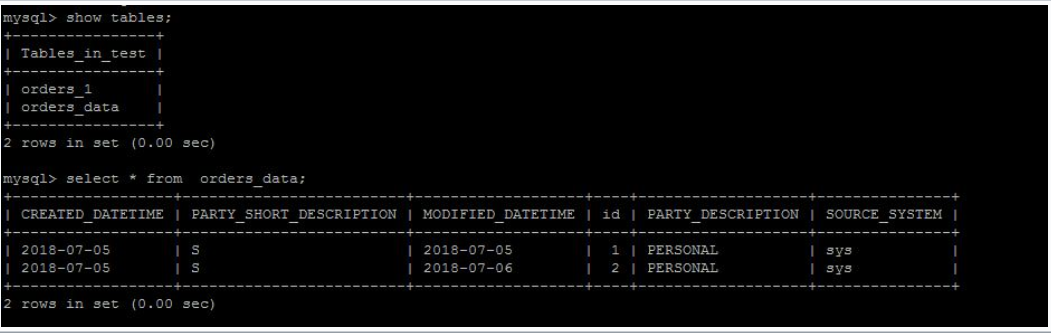 mysql> show tables;
+----------------+
| Tables_in_test |
+----------------+
| orders_1       |
| orders_data    |
+----------------+
2 rows in set (0.00 sec)
mysql> select * from  orders_data;
+------------------+-------------------------+-------------------+----+-------------------+---------------+
| CREATED_DATETIME | PARTY_SHORT_DESCRIPTION | MODIFIED_DATETIME | id | PARTY_DESCRIPTION | SOURCE_SYSTEM |
+------------------+-------------------------+-------------------+----+-------------------+---------------+
| 2018-07-05       | S                       | 2018-07-05        |  1 | PERSONAL          | sys           |
| 2018-07-05       | S                       | 2018-07-06        |  2 | PERSONAL          | sys           |
+------------------+-------------------------+-------------------+----+-------------------+---------------+
2 rows in set (0.00 sec)